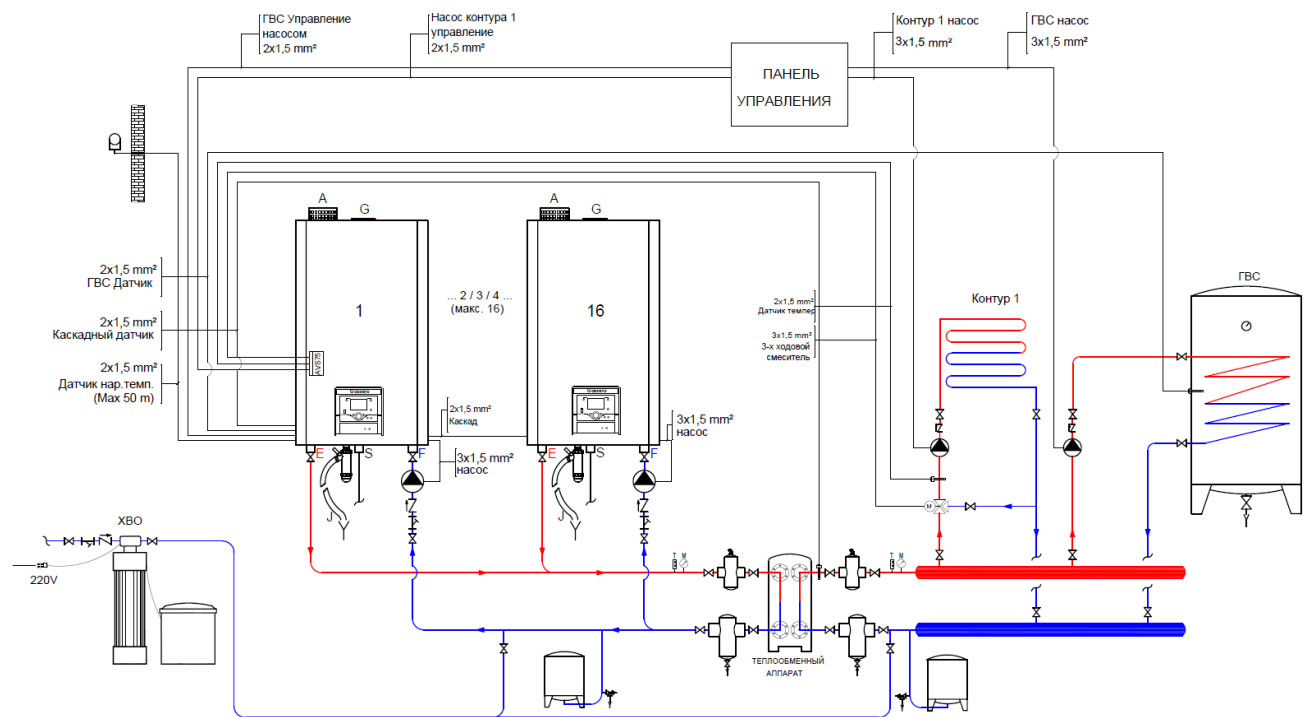 ГВС Управление
насосом
2x1,5 mm²
Насос контура 1
управление
2x1,5 mm²
Контур 1 насос
3x1,5 mm²
ГВС насос
3x1,5 mm²
ПАНЕЛЬ
УПРАВЛЕНИЯ
A
G
A
G
2x1,5 mm²
ГВС Датчик
2x1,5 mm²
Каскадный датчик
2x1,5 mm²
Датчик нар.темп.
(Max 50 m)
1
AVS75
... 2 / 3 / 4 ...
(макс. 16)
16
2x1,5 mm²
Датчик темпер
3x1,5 mm²
3-х ходовой
смеситель
Контур 1
ГВС
2x1,5 mm²
Каскад
3x1,5 mm²
насос
E
S
F
3x1,5 mm²
насос
E
S
F
J
J
M
ХВО
220V
T
M
T
M
ТЕПЛООБМЕННЫЙ
АППАРАТ